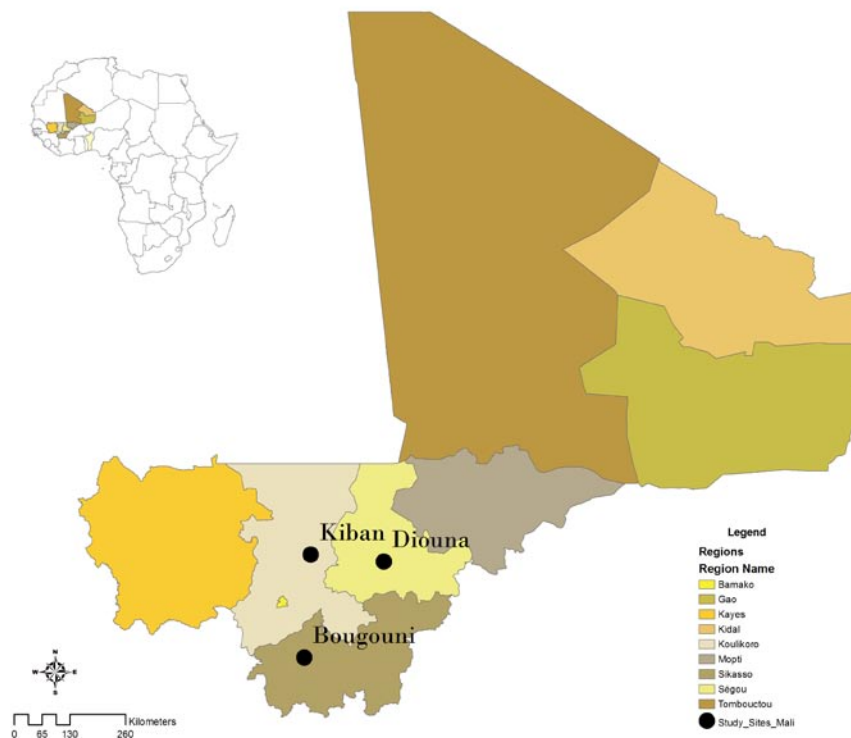 Kiban
Diouna
Bougouni
Legend
Regions
Region Name
Bamako
Gao
Kayes
Kidal
Koulikoro
Mopti
Sikasso
Ségou
Tombouctou
Study_Sites_Mali
N
W E
S
Kilometers
0 65 130 260